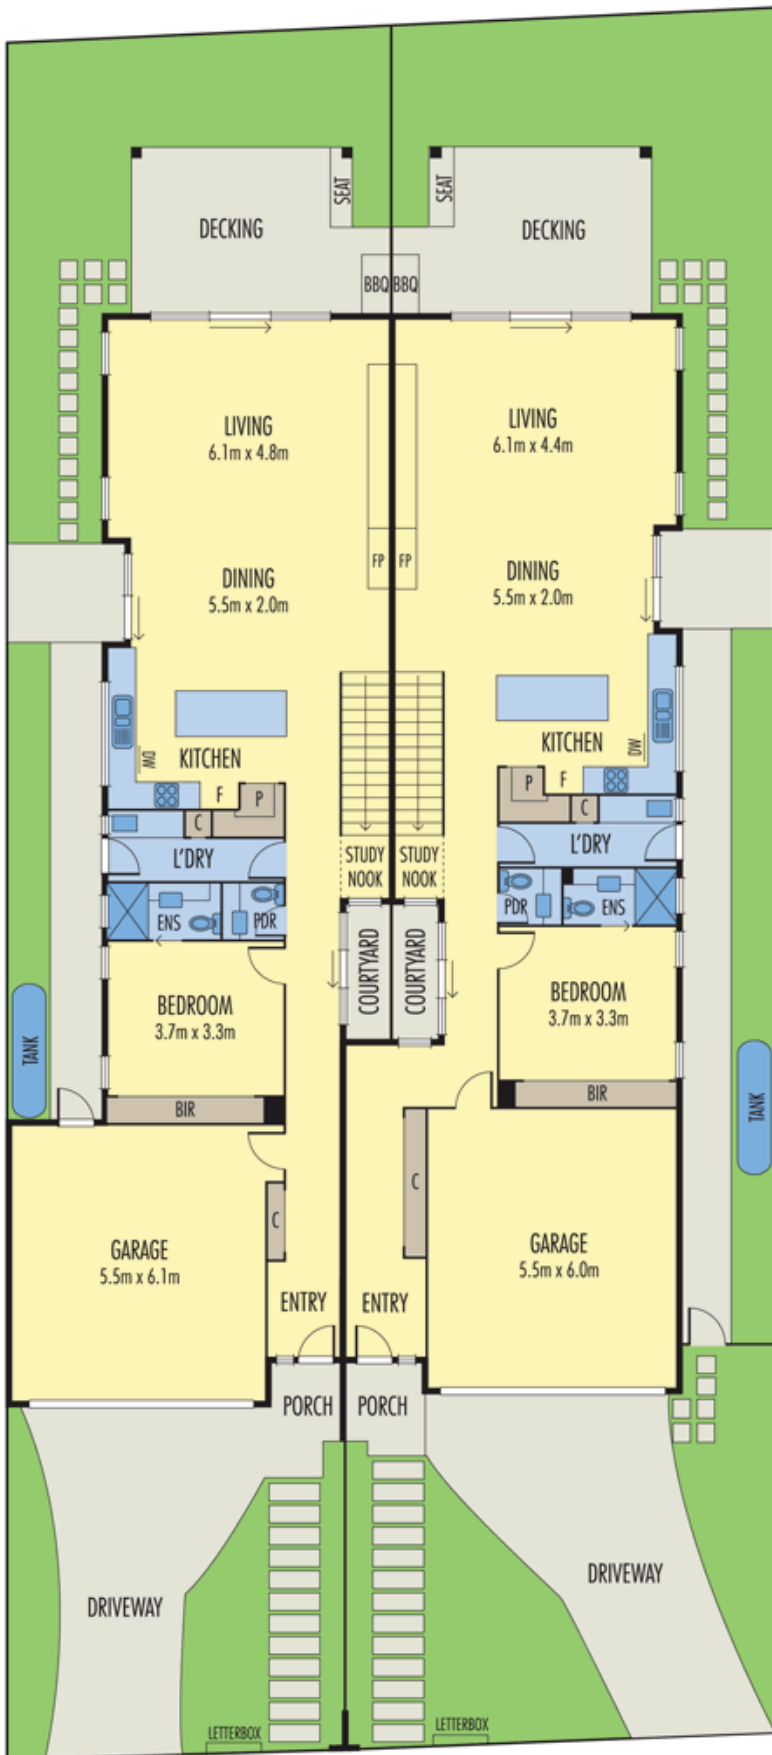 SEAT
SEAT
DECKING
DECKING
BBQ
BBQ
LIVING
6.1m x 4.8m
LIVING
6.1m x 4.4m
FP
FP
DINING
5.5m x 2.0m
DINING
5.5m x 2.0m
DW
KITCHEN
KITCHEN
DW
F
P
P
F
C
C
L'DRY
L'DRY
STUDY
NOOK
STUDY
NOOK
ENS
PDR
PDR
ENS
COURTYARD
COURTYARD
BEDROOM
3.7m x 3.3m
BEDROOM
3.7m x 3.3m
TANK
TANK
BIR
BIR
C
C
GARAGE
5.5m x 6.1m
GARAGE
5.5m x 6.0m
ENTRY
ENTRY
PORCH
PORCH
DRIVEWAY
DRIVEWAY
LETTERBOX
LETTERBOX